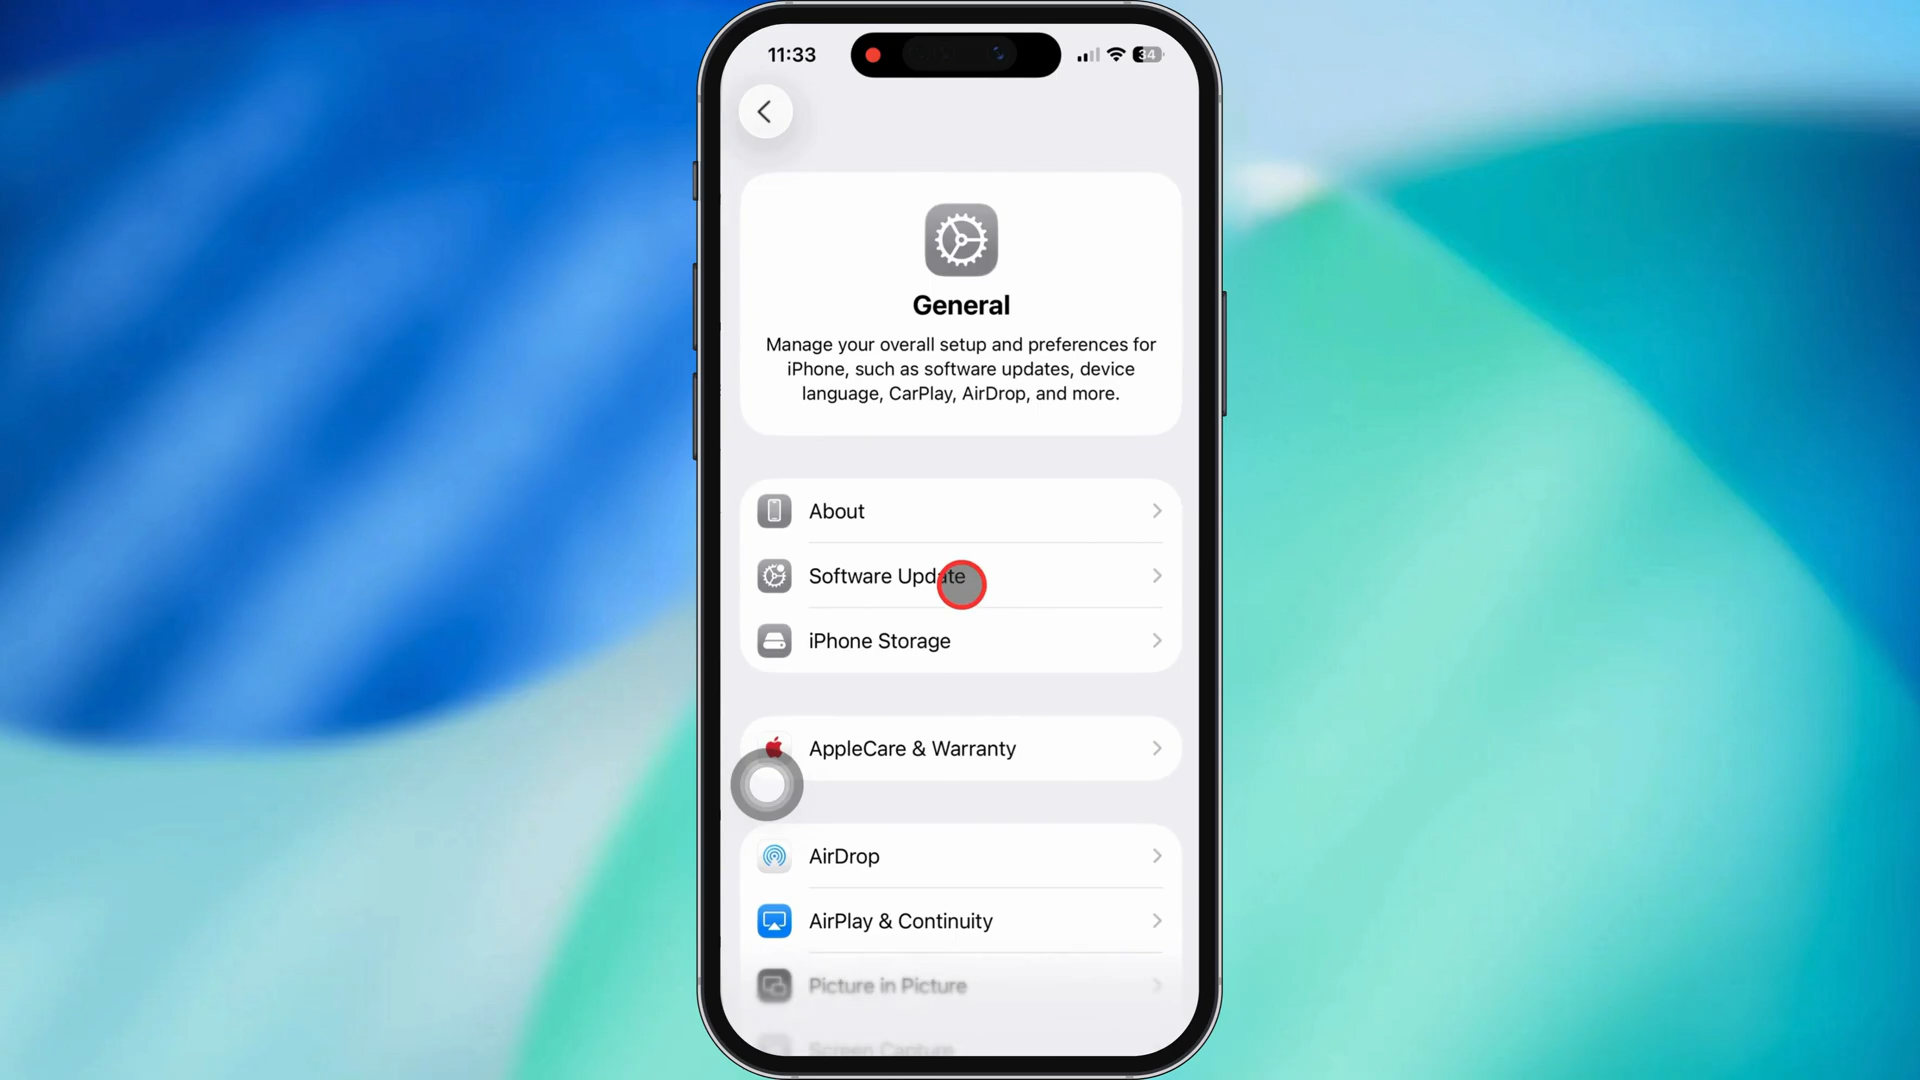 11:33
34
General
Manage your overall setup and preferences for
iPhone, such as software updates, device
language, CarPlay, AirDrop, and more.
About
Software Update
iPhone Storage
AppleCare & Warranty
AirDrop
AirPlay & Continuity
Picture in Picture
Screen Capture